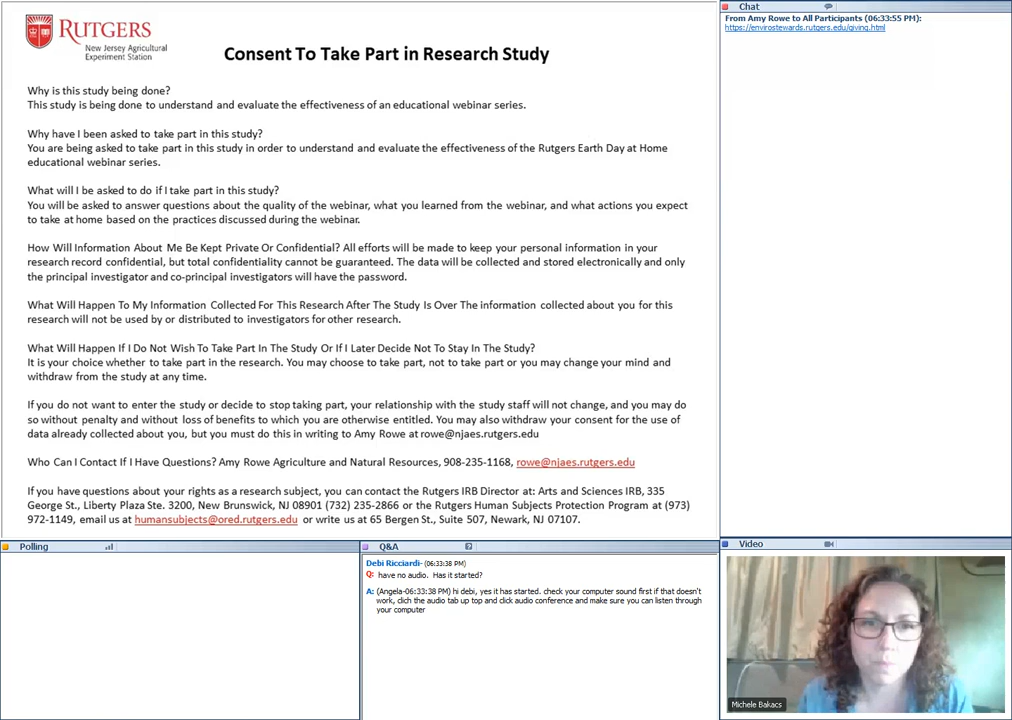 RUTGERS
New Jersey Agricultural
Experiment Station
Consent To Take Part in Research Study
Why is this study being done?
This study is being done to understand and evaluate the effectiveness of an educational webinar series.
Why have I been asked to take part in this study?
You are being asked to take part in this study in order to understand and evaluate the effectiveness of the Rutgers Earth Day at Home
educational webinar series.
What will I be asked to do if I take part in this study?
You will be asked to answer questions about the quality of the webinar, what you learned from the webinar, and what actions you expect
to take at home based on the practices discussed during the webinar.
How Will Information About Me Be Kept Private Or Confidential? All efforts will be made to keep your personal information in your
research record confidential, but total confidentiality cannot be guaranteed. The data will be collected and stored electronically and only
the principal investigator and co-principal investigators will have the password.
What Will Happen To My Information Collected For This Research After The Study Is Over The information collected about you for this
research will not be used by or distributed to investigators for other research.
What Will Happen If I Do Not Wish To Take Part In The Study Or If I Later Decide Not To Stay In The Study?
It is your choice whether to take part in the research. You may choose to take part, not to take part or you may change your mind and
withdraw from the study at any time.
If you do not want to enter the study or decide to stop taking part, your relationship with the study staff will not change, and you may do
so without penalty and without loss of benefits to which you are otherwise entitled. You may also withdraw your consent for the use of
data already collected about you, but you must do this in writing to Amy Rowe at rowe@njaes.rutgers.edu
Who Can I Contact If I Have Questions? Amy Rowe Agriculture and Natural Resources, 908-235-1168, rowe@njaes.rutgers.edu
If you have questions about your rights as a research subject, you can contact the Rutgers IRB Director at: Arts and Sciences IRB, 335
George St., Liberty Plaza Ste. 3200, New Brunswick, NJ 08901 (732) 235-2866 or the Rutgers Human Subjects Protection Program at (973)
972-1149, email us at humansubjects@ored.rutgers.edu or write us at 65 Bergen St., Suite 507, Newark, NJ 07107.
Chat
From Amy Rowe to All Participants (06:33:55 PM):
https://envirostewards.rutgers.edu/giving.html
Polling
Q&A
Debi Ricciardi- (06:33:38 PM)
Q: have no audio. Has it started?
A: (Angela-06:33:38 PM) hi debi, yes it has started. check your computer sound first if that doesn't
work, clich the audio tab up top and click audio conference and make sure you can listen through
your computer
Video
Michele Bakacs